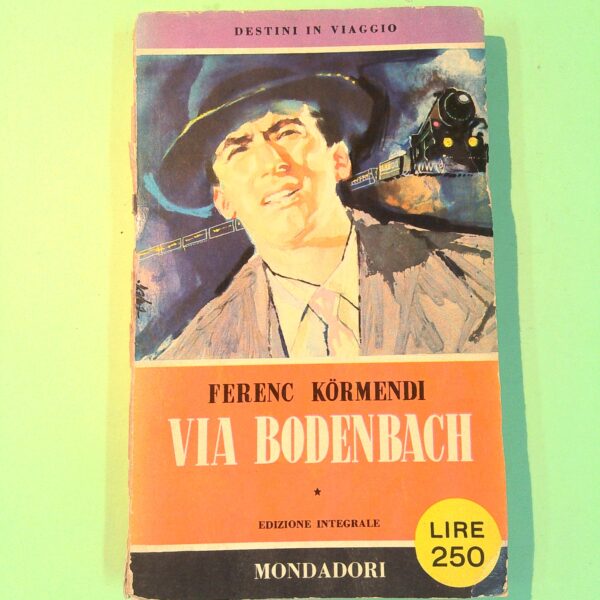 DESTINI IN VIAGGIO
FERENC KÖRMENDI
VIA BODENBACH
*
EDIZIONE INTEGRALE
LIRE
250
MONDADORI